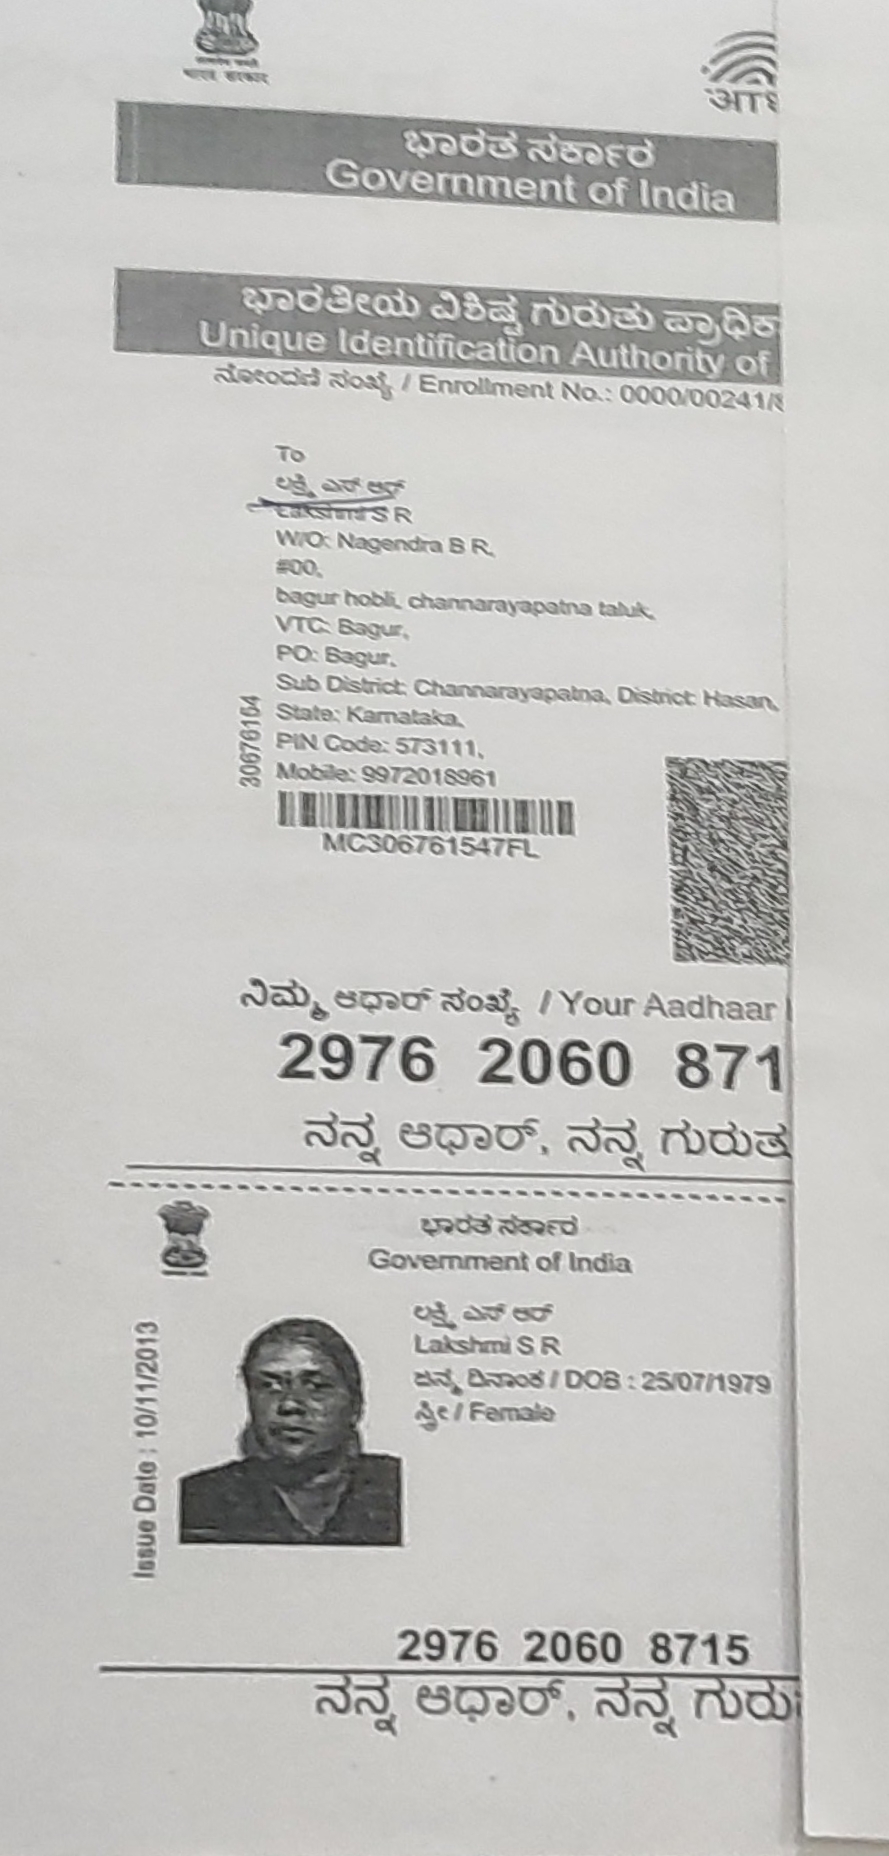 भारत सरकार
भारत सरकार
ಭಾರತ ಸರ್ಕಾರ
Government of India
ಭಾರತೀಯ ವಿಶಿಷ್ಟ ಗುರುತು ಪ್ರಾಧಿಕ
Unique Identification Authority of
ನೋಂದಣಿ ಸಂಖ್ಯೆ / Enrollment No.: 0000/00241/
To
ಲಕ್ಷ್ಮಿ ಎಸ್ ಆರ್
Lakshmi S R
W/O: Nagendra B R,
#00,
bagur hobli, channarayapatna taluk,
VTC: Bagur,
PO: Bagur,
Sub District: Channarayapatna, District: Hasan,
State: Karnataka,
PIN Code: 573111,
Mobile: 9972018961
30676154
MC306761547FL
ನಿಮ್ಮ ಆಧಾರ್ ಸಂಖ್ಯೆ / Your Aadhaar
2976 2060 871
ನನ್ನ ಆಧಾರ್, ನನ್ನ ಗುರುತ
ಭಾರತ ಸರ್ಕಾರ
Government of India
ಲಕ್ಷ್ಮಿ ಎಸ್ ಆರ್
Lakshmi S R
ಜನ್ಮ ದಿನಾಂಕ / DOB : 25/07/1979
ಸ್ತ್ರೀ / Female
Issue Date : 10/11/2013
2976 2060 8715
ನನ್ನ ಆಧಾರ್, ನನ್ನ ಗುರು